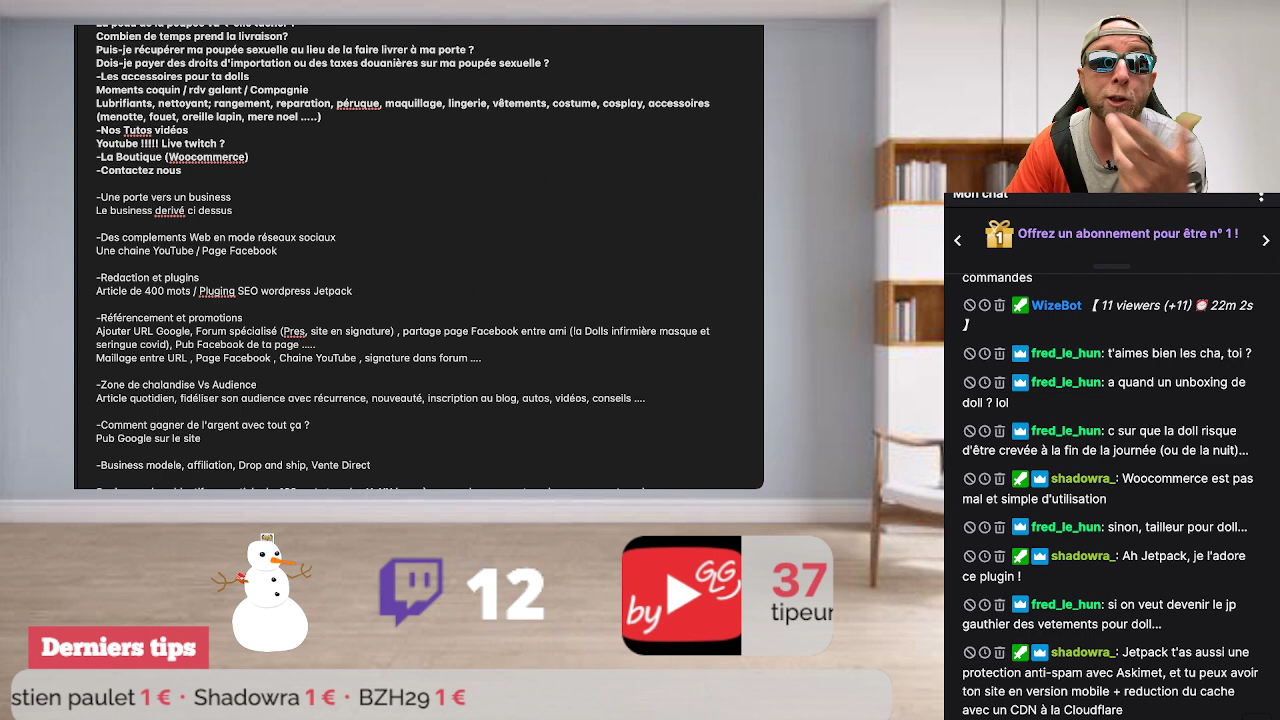 Combien de temps prend la livraison?
Puis-je récupérer ma poupée sexuelle au lieu de la faire livrer à ma porte ?
Dois-je payer des droits d'importation ou des taxes douanières sur ma poupée sexuelle ?
-Les accessoires pour ta dolls
Moments coquin / rdv galant / Compagnie
Lubrifiants, nettoyant; rangement, reparation, péruque, maquillage, lingerie, vêtements, costume, cosplay, accessoires
(menotte, fouet, oreille lapin, mere noel .....)
-Nos Tutos vidéos
Youtube !!!!! Live twitch ?
-La Boutique (Woocommerce)
-Contactez nous
-Une porte vers un business
Le business derivé ci dessus
-Des complements Web en mode réseaux sociaux
Une chaine YouTube / Page Facebook
-Redaction et plugins
Article de 400 mots / Pluging SEO wordpress Jetpack
-Référencement et promotions
Ajouter URL Google, Forum spécialisé (Pres, site en signature) , partage page Facebook entre ami (la Dolls infirmière masque et
seringue covid), Pub Facebook de ta page .....
Maillage entre URL , Page Facebook , Chaine YouTube , signature dans forum ....
-Zone de chalandise Vs Audience
Article quotidien, fidéliser son audience avec récurrence, nouveauté, inscription au blog, autos, vidéos, conseils ....
-Comment gagner de l'argent avec tout ça ?
Pub Google sur le site
-Business modele, affiliation, Drop and ship, Vente Direct
Mon chat
1
Offrez un abonnement pour être n° 1 !
commandes
WizeBot 【 11 viewers (+11) ⏰ 22m 2s
】
fred_le_hun: t'aimes bien les cha, toi ?
fred_le_hun: a quand un unboxing de
doll ? lol
fred_le_hun: c sur que la doll risque
d'être crevée à la fin de la journée (ou de la nuit)...
shadowra_: Woocommerce est pas
mal et simple d'utilisation
fred_le_hun: sinon, tailleur pour doll...
shadowra_: Ah Jetpack, je l'adore
ce plugin !
fred_le_hun: si on veut devenir le jp
gauthier des vetements pour doll...
shadowra_: Jetpack t'as aussi une
protection anti-spam avec Askimet, et tu peux avoir
ton site en version mobile + reduction du cache
avec un CDN à la Cloudflare
12
by GG
37
tipeur
Derniers tips
stien paulet 1 € · Shadowra 1 € · BZH29 1 €